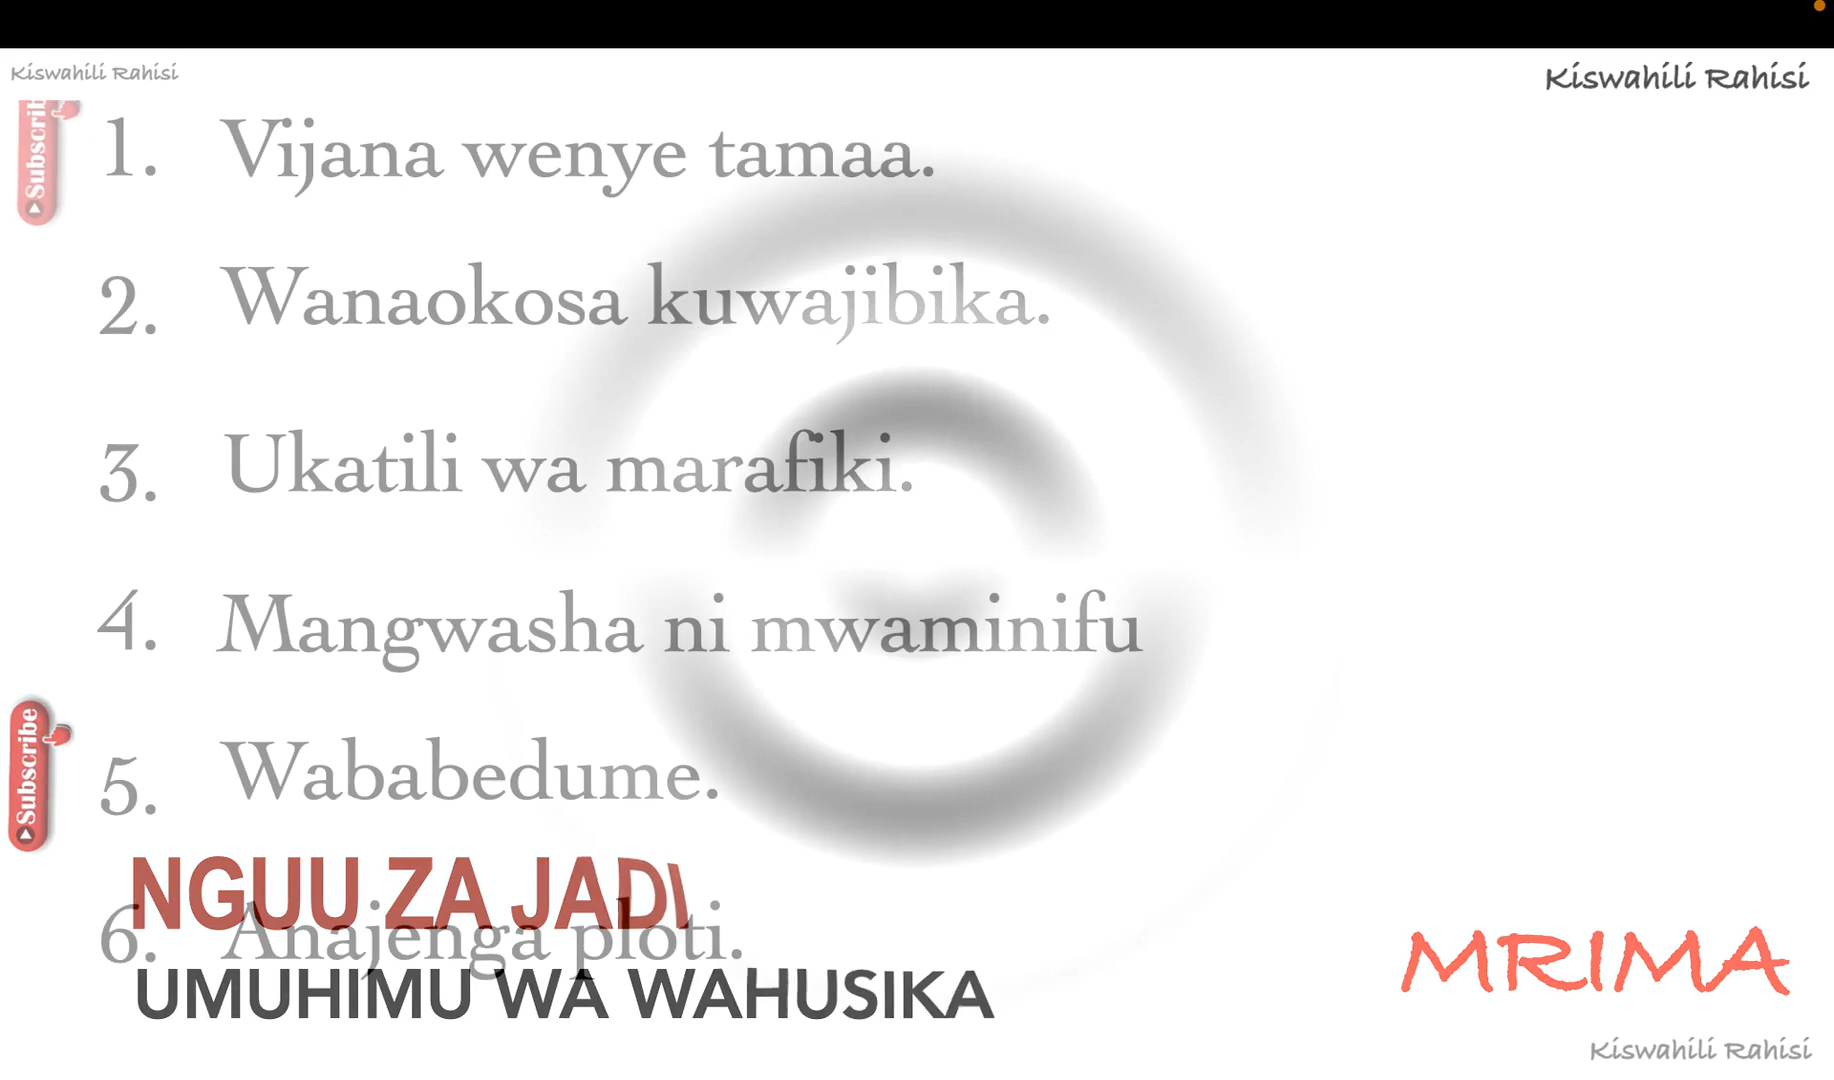 Kiswahili Rahisi
Kiswahili Rahisi
Subscrib
1. Vijana wenye tamaa.
2. Wanaokosa kuwajibika.
3. Ukatili wa marafiki.
4. Mangwasha ni mwaminifu
Subscribe
5. Wababedume.
NGUU ZA JADI
6. Anajenga ploti.
UMUHIMU WA WAHUSIKA
MRIMA
Kiswahili Rahisi